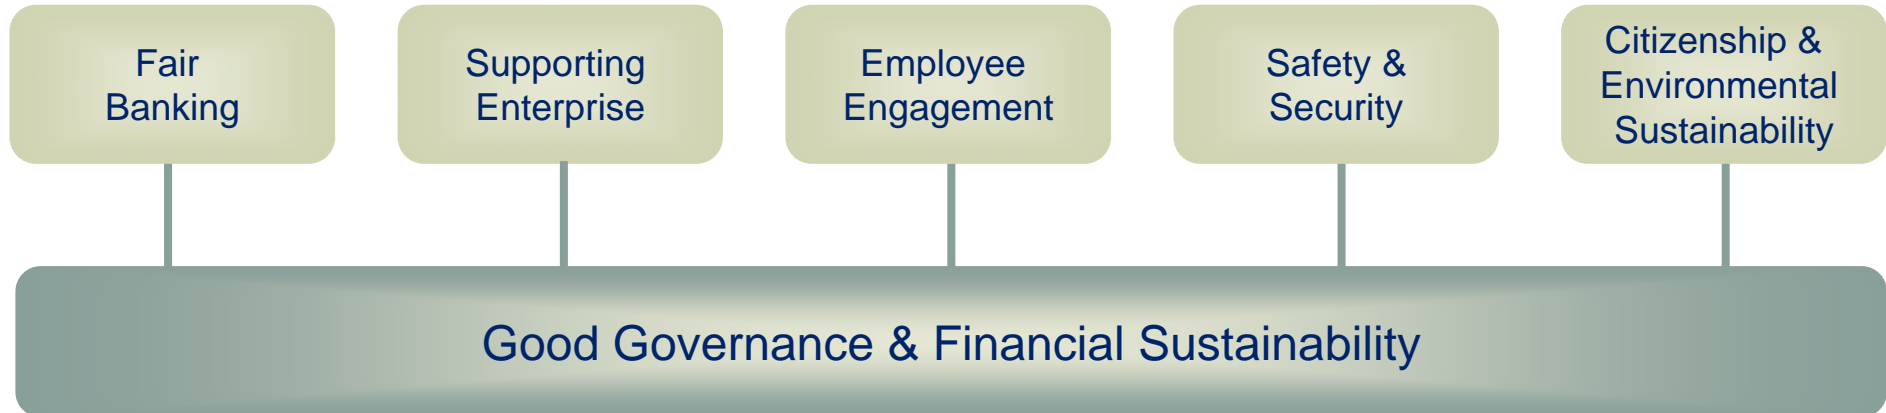 Fair
Banking
Supporting
Enterprise
Employee
Engagement
Safety &
Security
Citizenship &
Environmental
Sustainability
Good Governance & Financial Sustainability